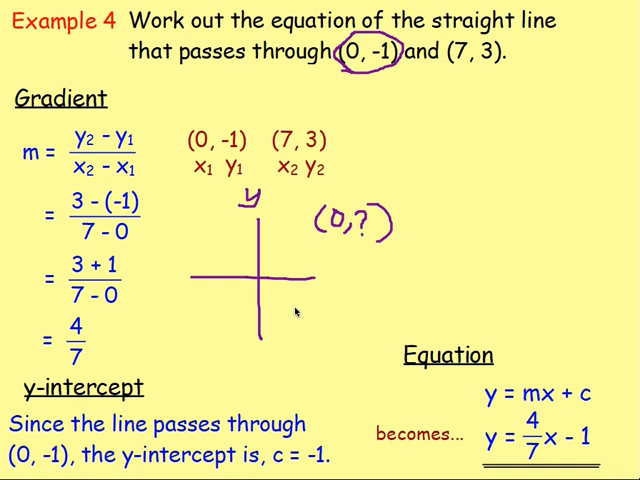 Example 4 Work out the equation of the straight line
that passes through (0, -1) and (7, 3).
Gradient
m = y₂ - y₁ / x₂ - x₁
(0, -1) (7, 3)
x₁ y₁ x₂ y₂
= 3 - (-1) / 7 - 0
y
(0,?)
= 3 + 1 / 7 - 0
= 4 / 7
y-intercept
Since the line passes through
(0, -1), the y-intercept is, c = -1.
Equation
y = mx + c
becomes... y = 4/7 x - 1